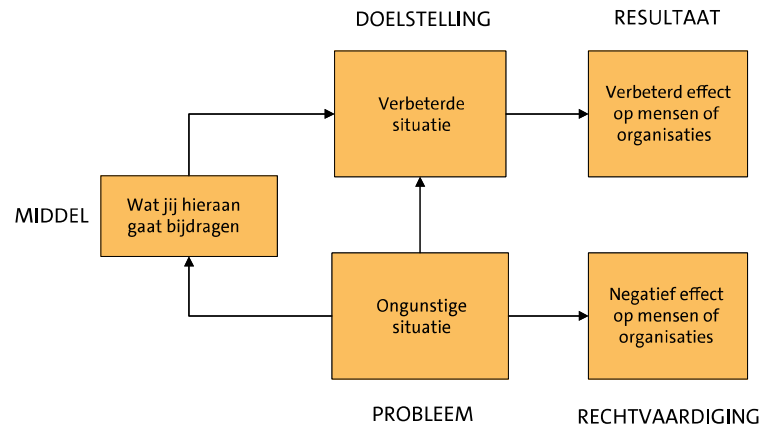 DOELSTELLING
RESULTAAT
Verbeterde
situatie
Verbeterd effect
op mensen of
organisaties
MIDDEL
Wat jij hieraan
gaat bijdragen
Ongunstige
situatie
Negatief effect
op mensen of
organisaties
PROBLEEM
RECHTVAARDIGING